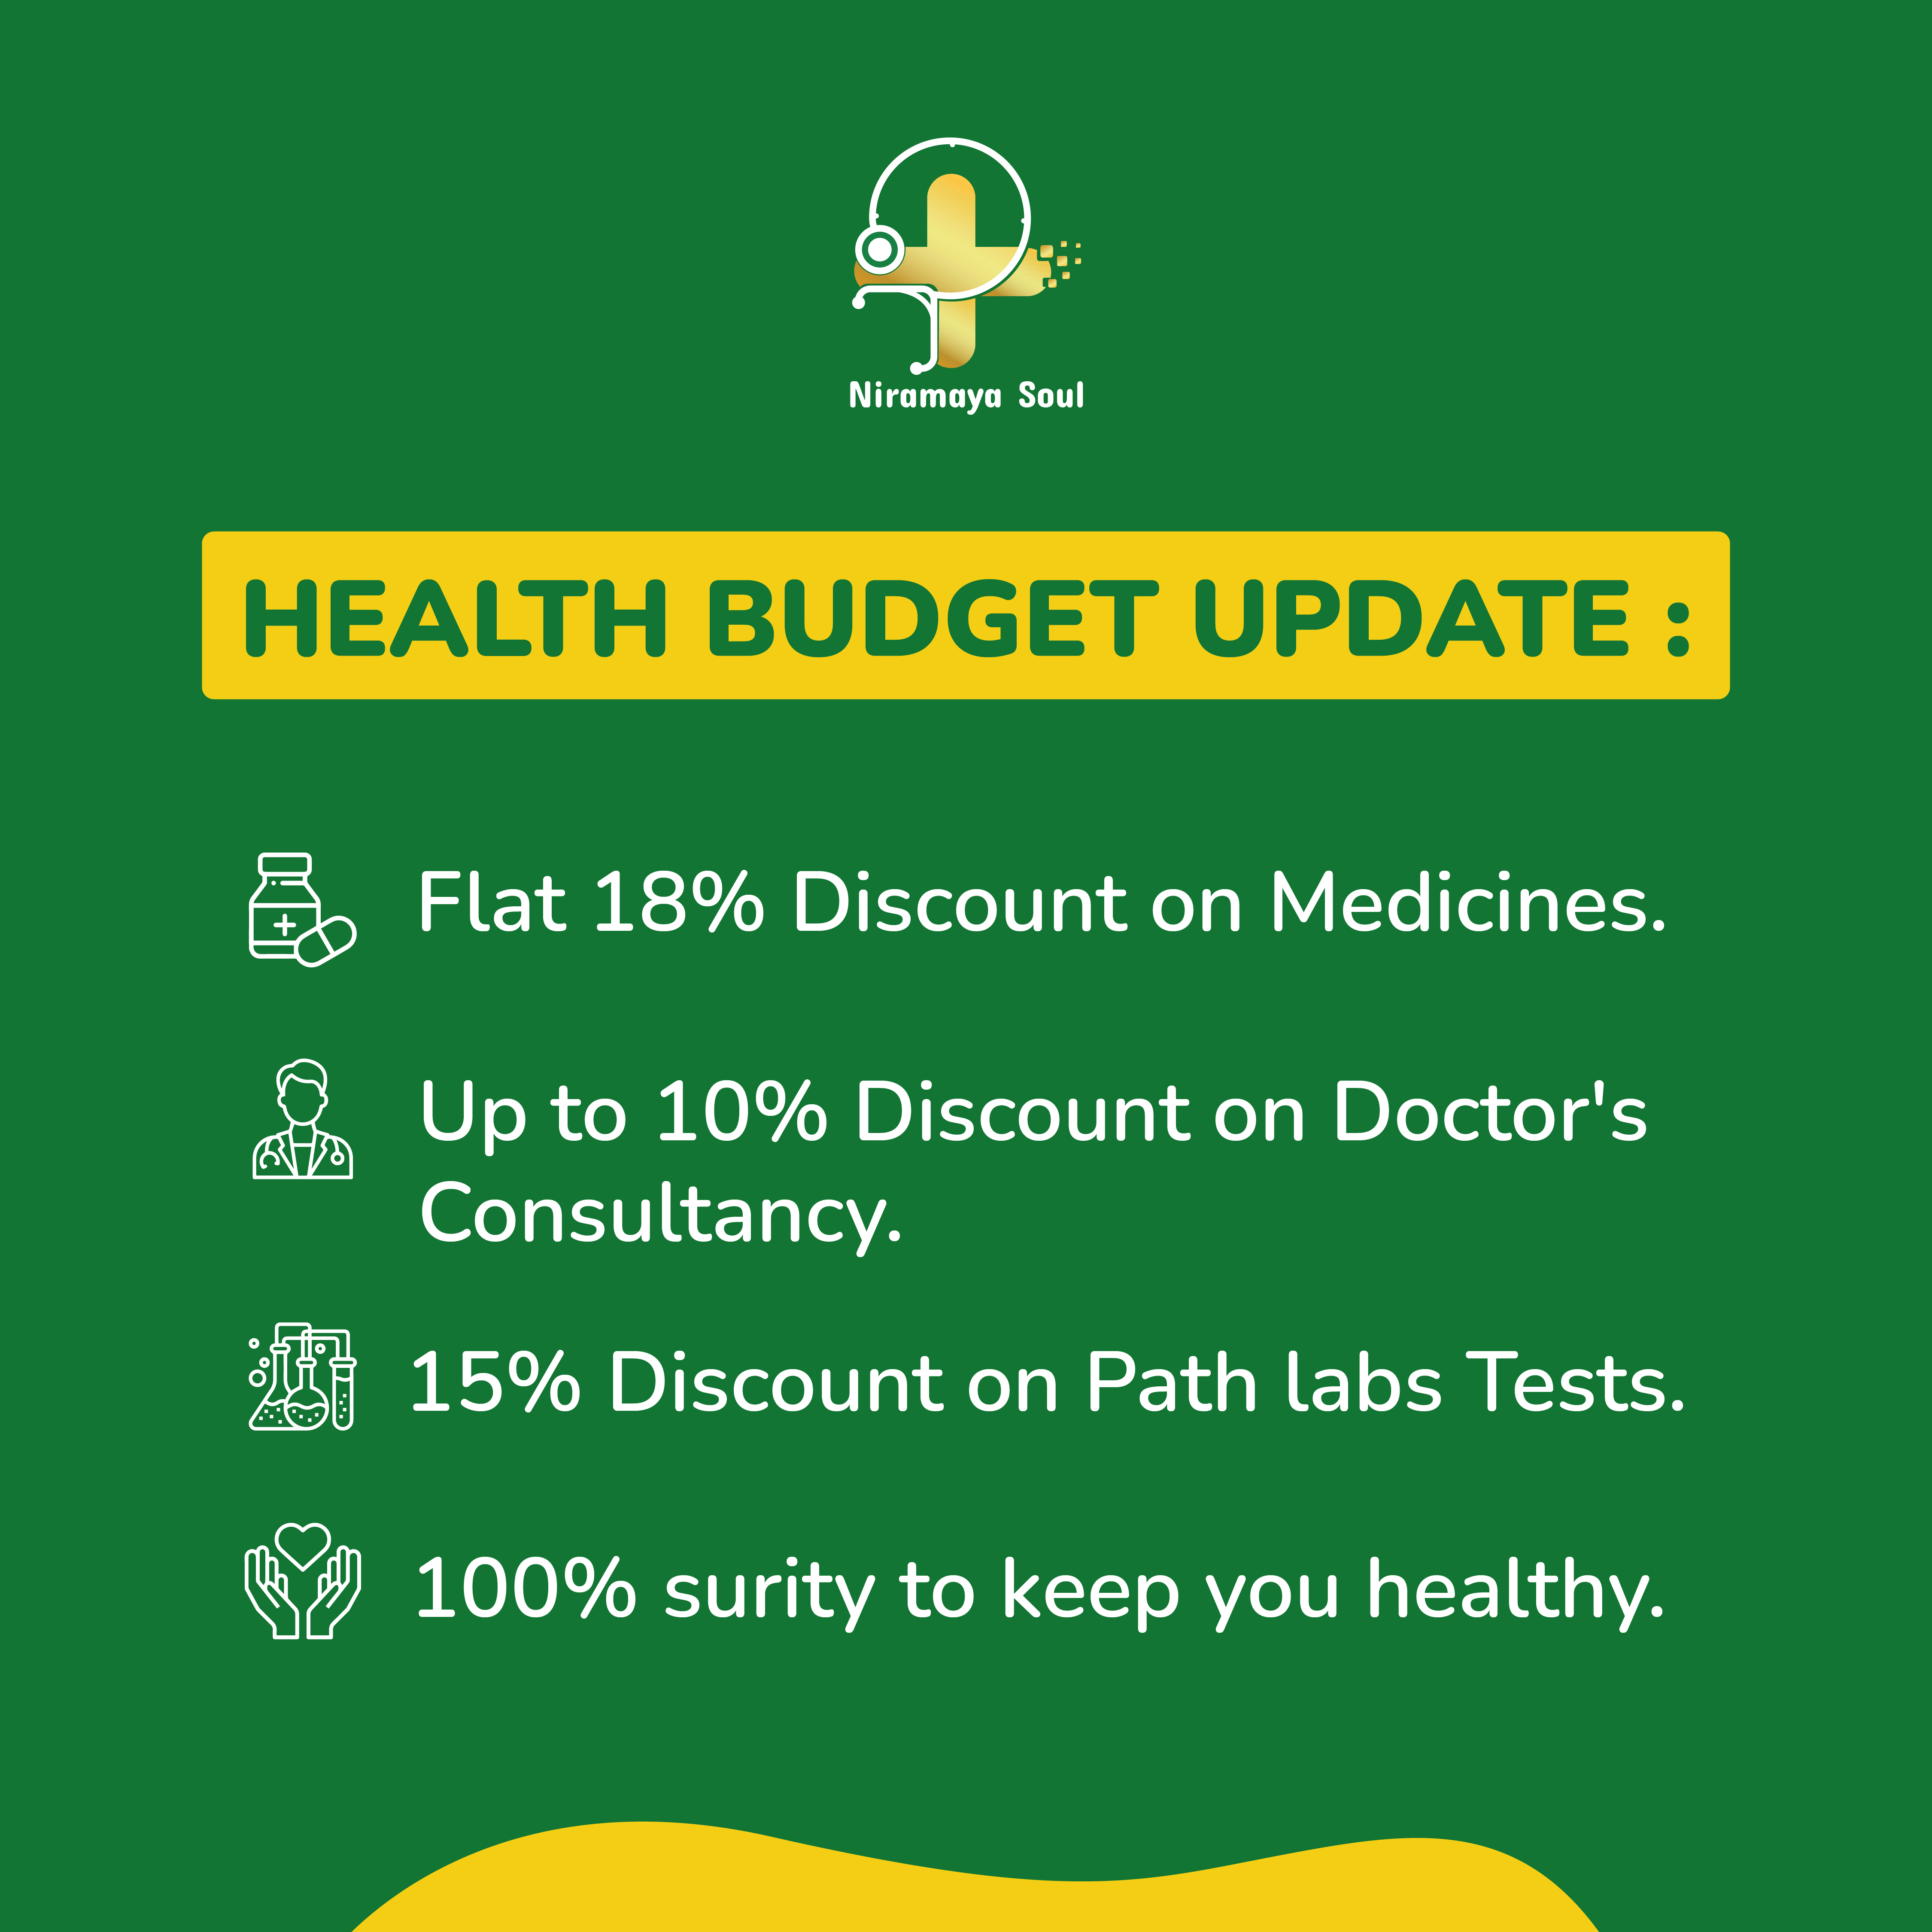 Niramaya Soul
HEALTH BUDGET UPDATE :
Flat 18% Discount on Medicines.
Up to 10% Discount on Doctor's
Consultancy.
15% Discount on Path labs Tests.
100% surity to keep you healthy.